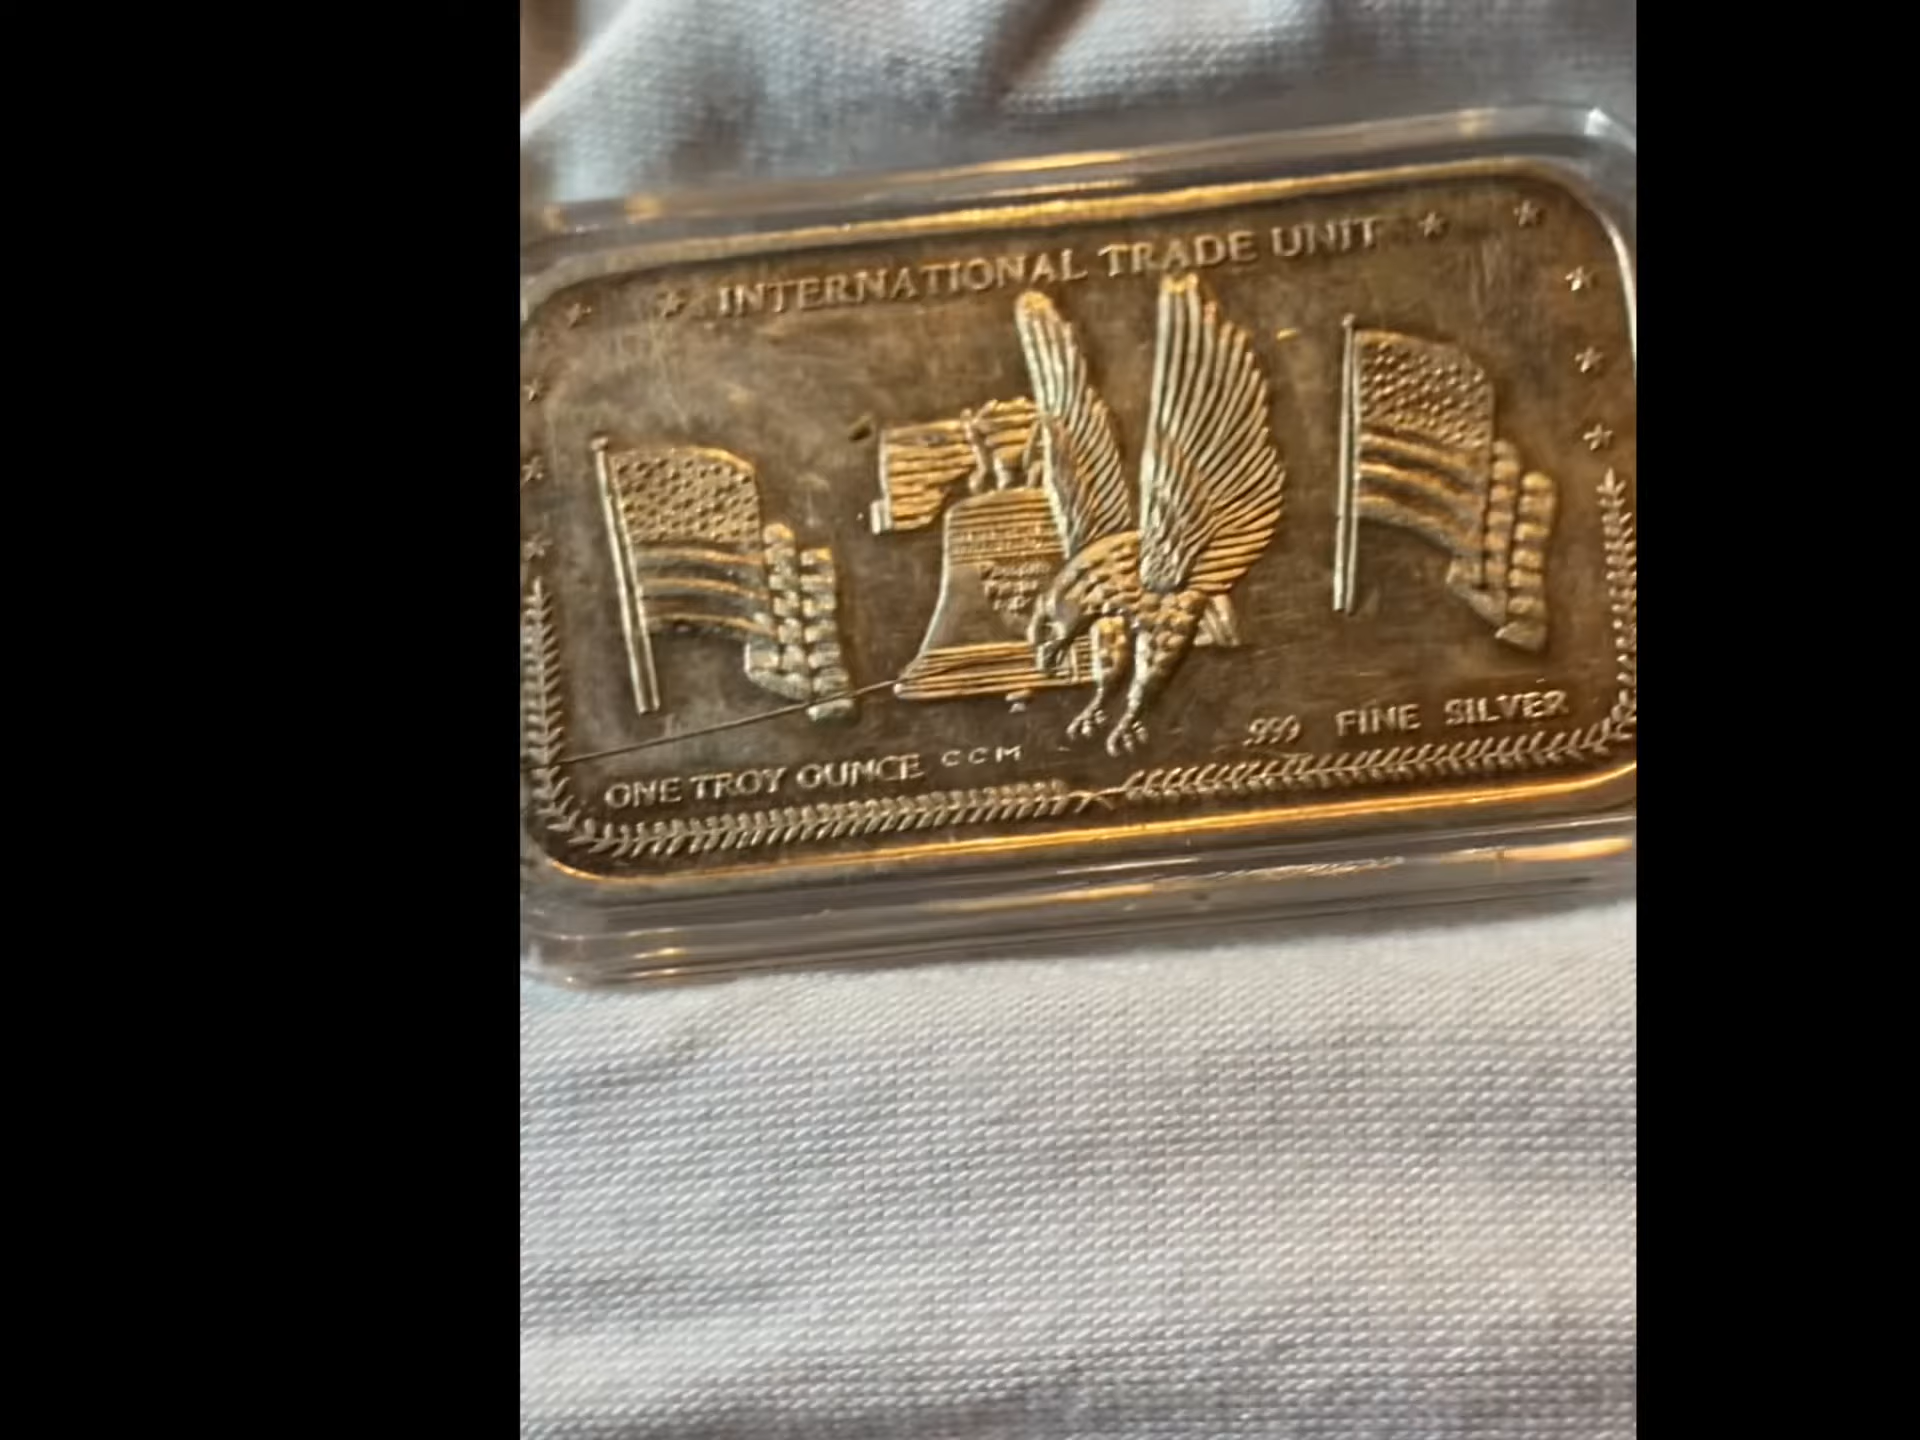 INTERNATIONAL TRADE UNIT
ONE TROY OUNCE CCM
.999 FINE SILVER